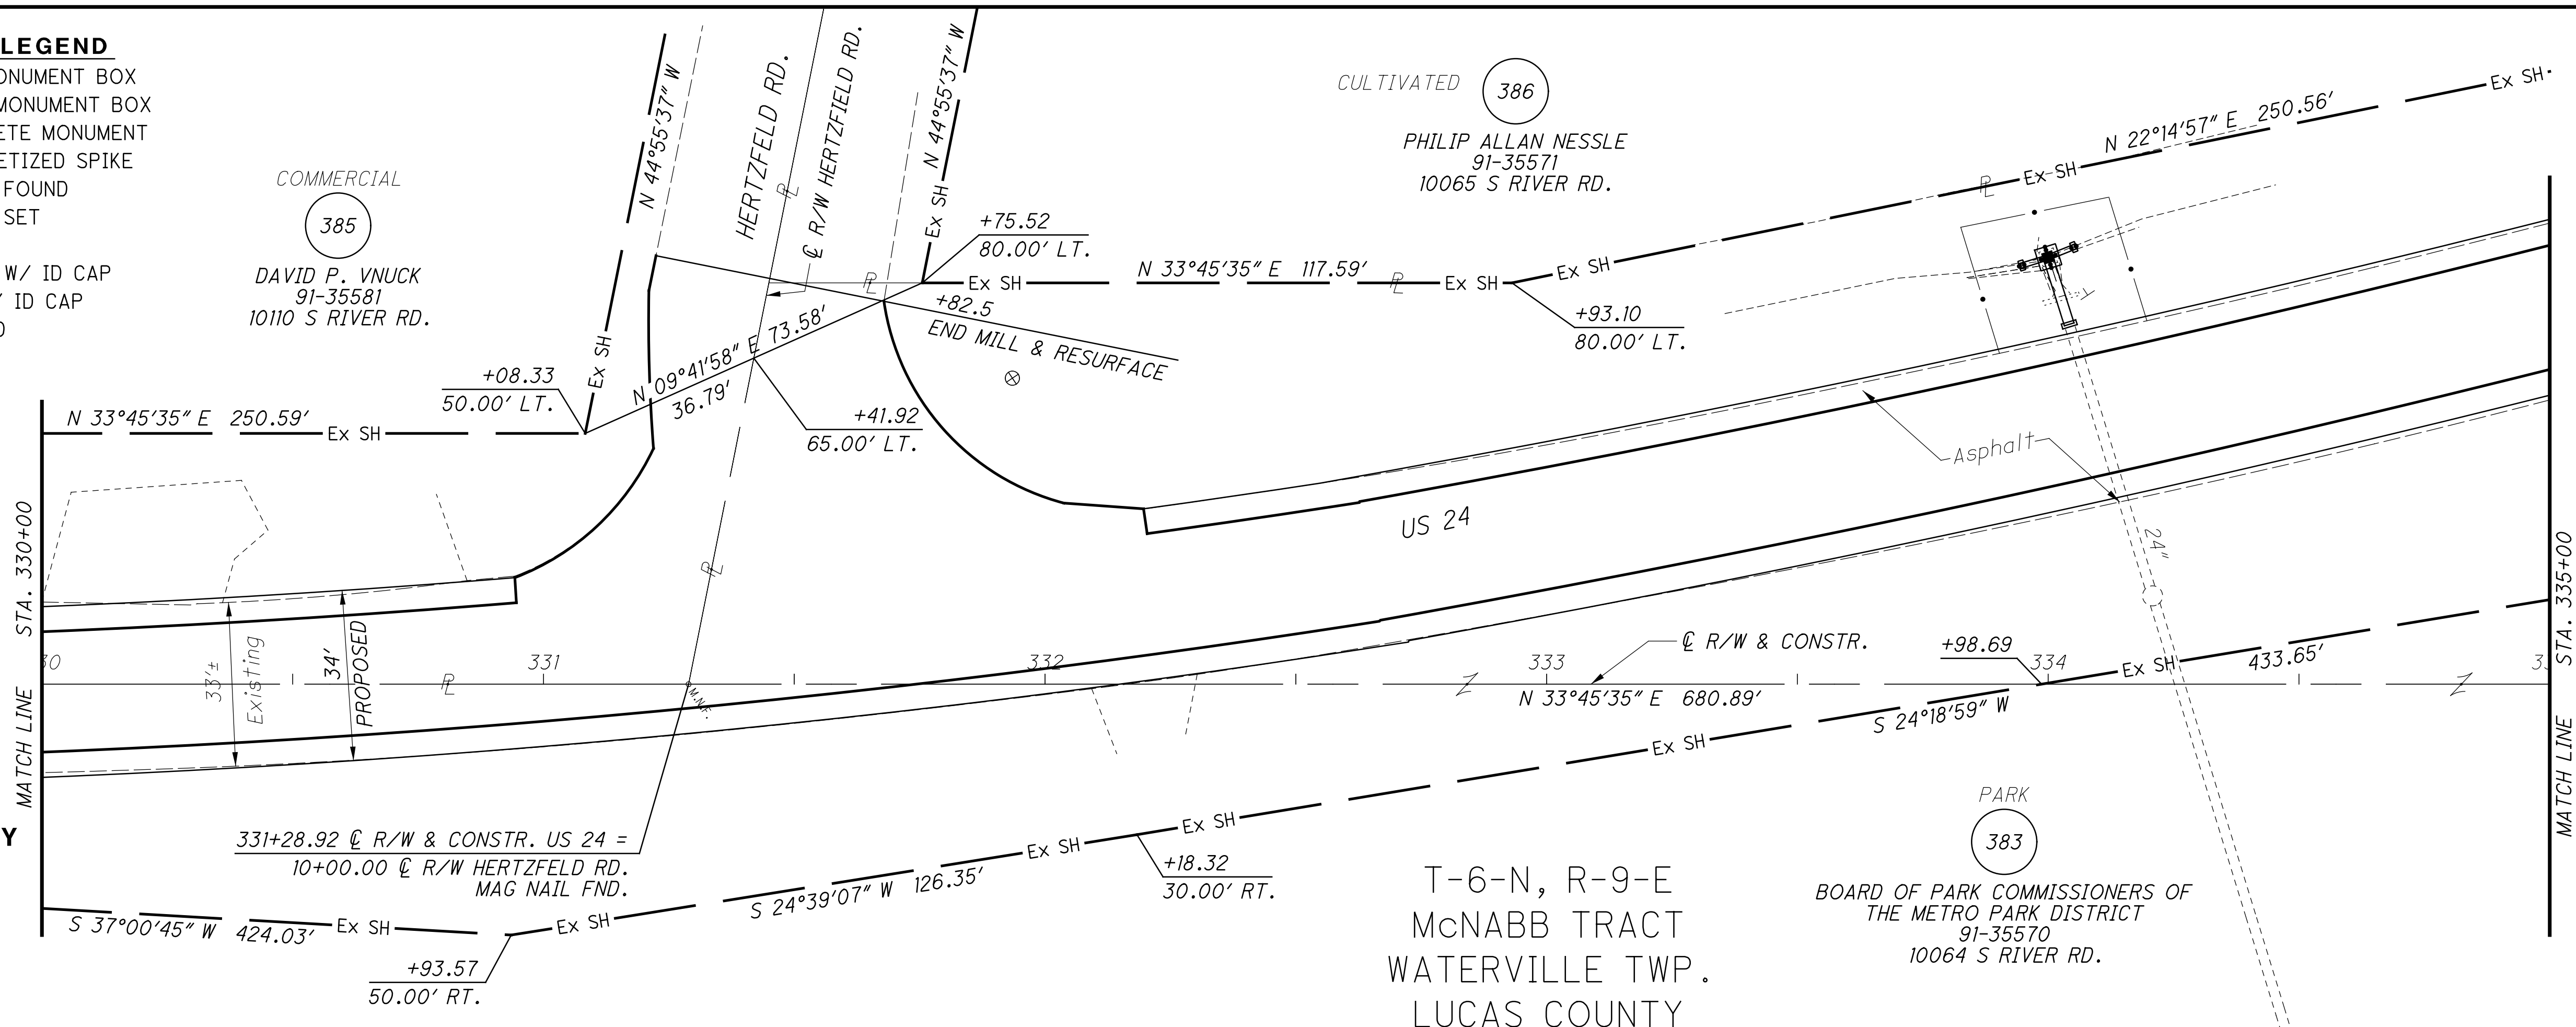 LEGEND
ONUMENT BOX
MONUMENT BOX
ETE MONUMENT
ETIZED SPIKE
FOUND
SET
W/ ID CAP
ID CAP
Y
COMMERCIAL
385
DAVID P. VNUCK
91-35581
10110 S RIVER RD.
N 44°55'37" W
HERTZFELD RD.
℄ R/W HERTZFIELD RD.
N 44°55'37" W
Ex SH
CULTIVATED
386
PHILIP ALLAN NESSLE
91-35571
10065 S RIVER RD.
N 22°14'57" E 250.56'
Ex SH
Ex SH
Ex SH
+75.52
80.00' LT.
Ex SH
N 33°45'35" E 117.59'
Ex SH
+93.10
80.00' LT.
+82.5
END MILL & RESURFACE
Ex SH
N 09°41'58" E 73.58'
36.79'
+08.33
50.00' LT.
+41.92
65.00' LT.
N 33°45'35" E 250.59'
Ex SH
PL
PL
PL
PL
PL
PL
Asphalt
US 24
24"
MATCH LINE STA. 330+00
33'±
Existing
34'
PROPOSED
30
331
332
333
334
M.N.F.
℄ R/W & CONSTR.
N 33°45'35" E 680.89'
+98.69
Ex SH
433.65'
S 24°18'59" W
Ex SH
MATCH LINE STA. 335+00
331+28.92 ℄ R/W & CONSTR. US 24 =
10+00.00 ℄ R/W HERTZFELD RD.
MAG NAIL FND.
S 37°00'45" W 424.03'
Ex SH
Ex SH
S 24°39'07" W 126.35'
Ex SH
Ex SH
+18.32
30.00' RT.
+93.57
50.00' RT.
T-6-N, R-9-E
McNABB TRACT
WATERVILLE TWP.
LUCAS COUNTY
PARK
383
BOARD OF PARK COMMISSIONERS OF
THE METRO PARK DISTRICT
91-35570
10064 S RIVER RD.